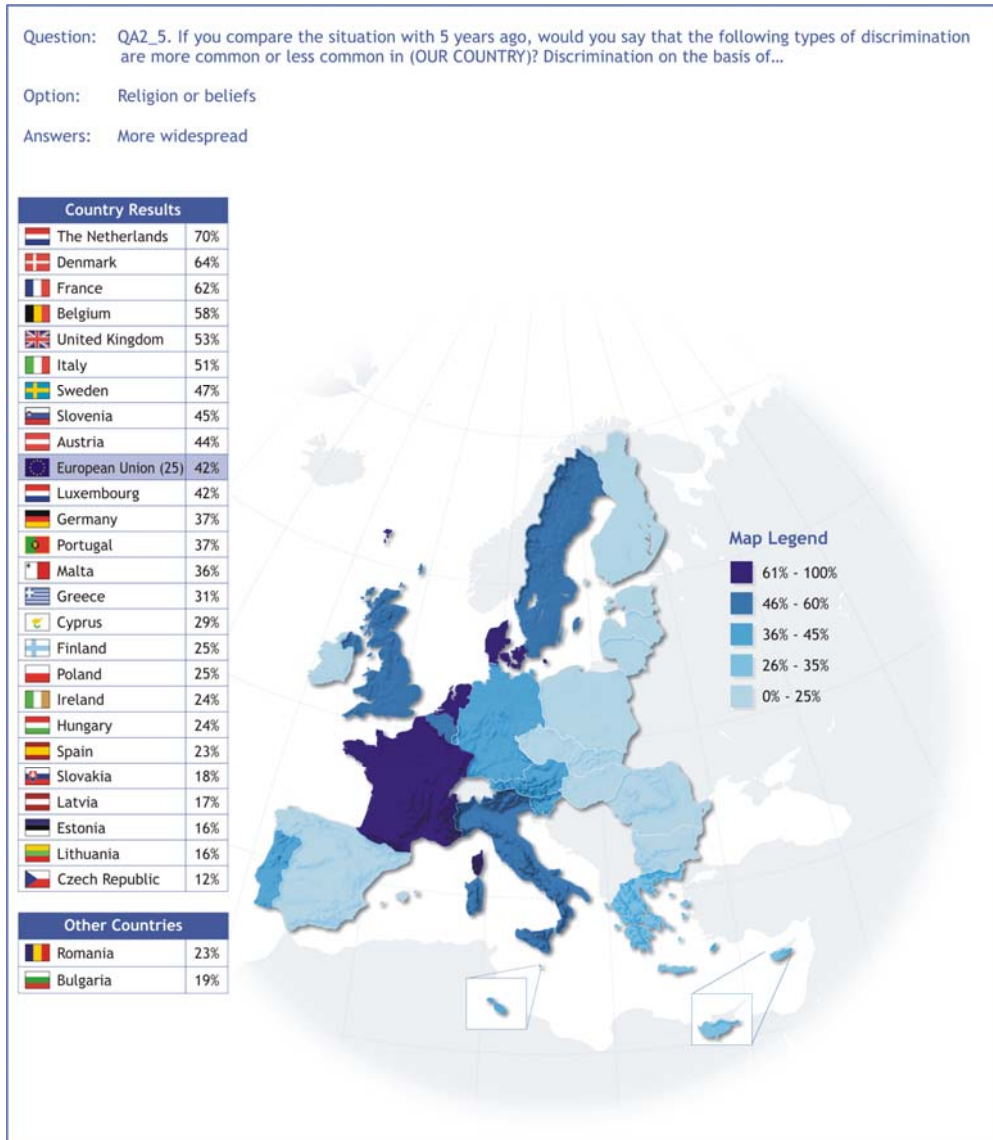 Question: QA2_5. If you compare the situation with 5 years ago, would you say that the following types of discrimination
are more common or less common in (OUR COUNTRY)? Discrimination on the basis of...
Option: Religion or beliefs
Answers: More widespread
Country Results
The Netherlands 70%
Denmark 64%
France 62%
Belgium 58%
United Kingdom 53%
Italy 51%
Sweden 47%
Slovenia 45%
Austria 44%
European Union (25) 42%
Luxembourg 42%
Germany 37%
Portugal 37%
Malta 36%
Greece 31%
Cyprus 29%
Finland 25%
Poland 25%
Ireland 24%
Hungary 24%
Spain 23%
Slovakia 18%
Latvia 17%
Estonia 16%
Lithuania 16%
Czech Republic 12%
Other Countries
Romania 23%
Bulgaria 19%
Map Legend
61% - 100%
46% - 60%
36% - 45%
26% - 35%
0% - 25%